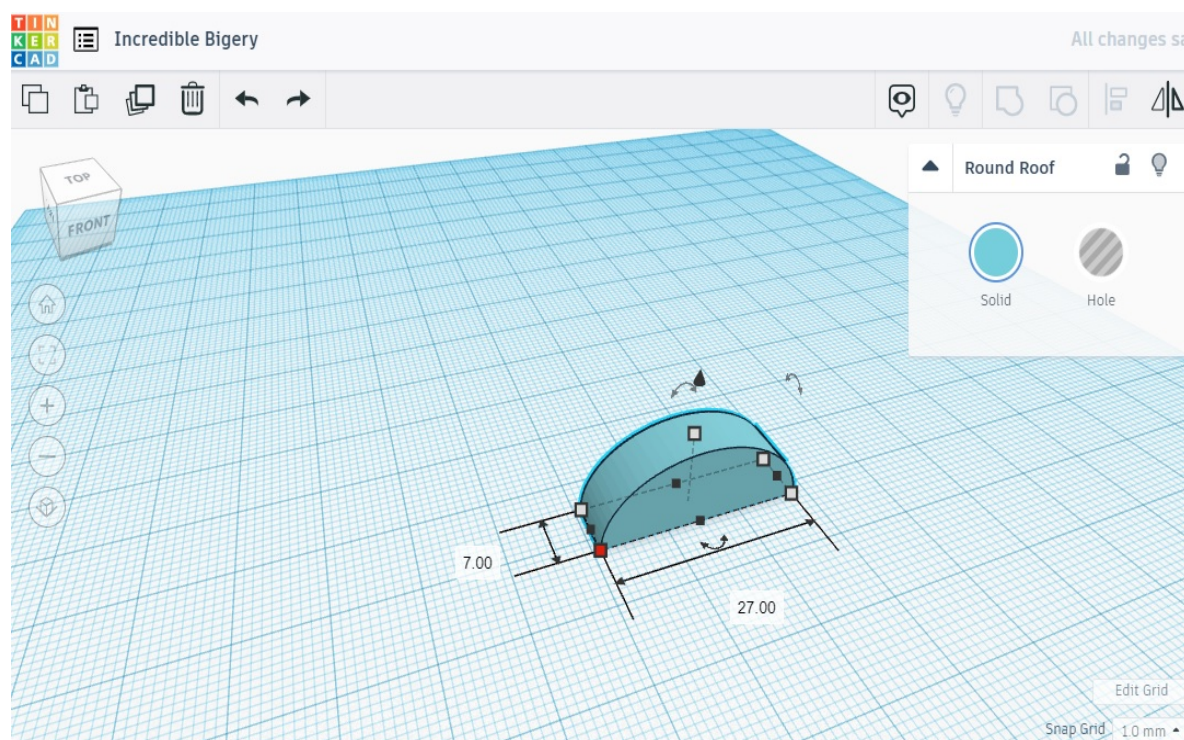 TIN
KER
CAD
Incredible Bigery
All changes sa
TOP
FRONT
Round Roof
Solid
Hole
7.00
27.00
Edit Grid
Snap Grid 1.0 mm